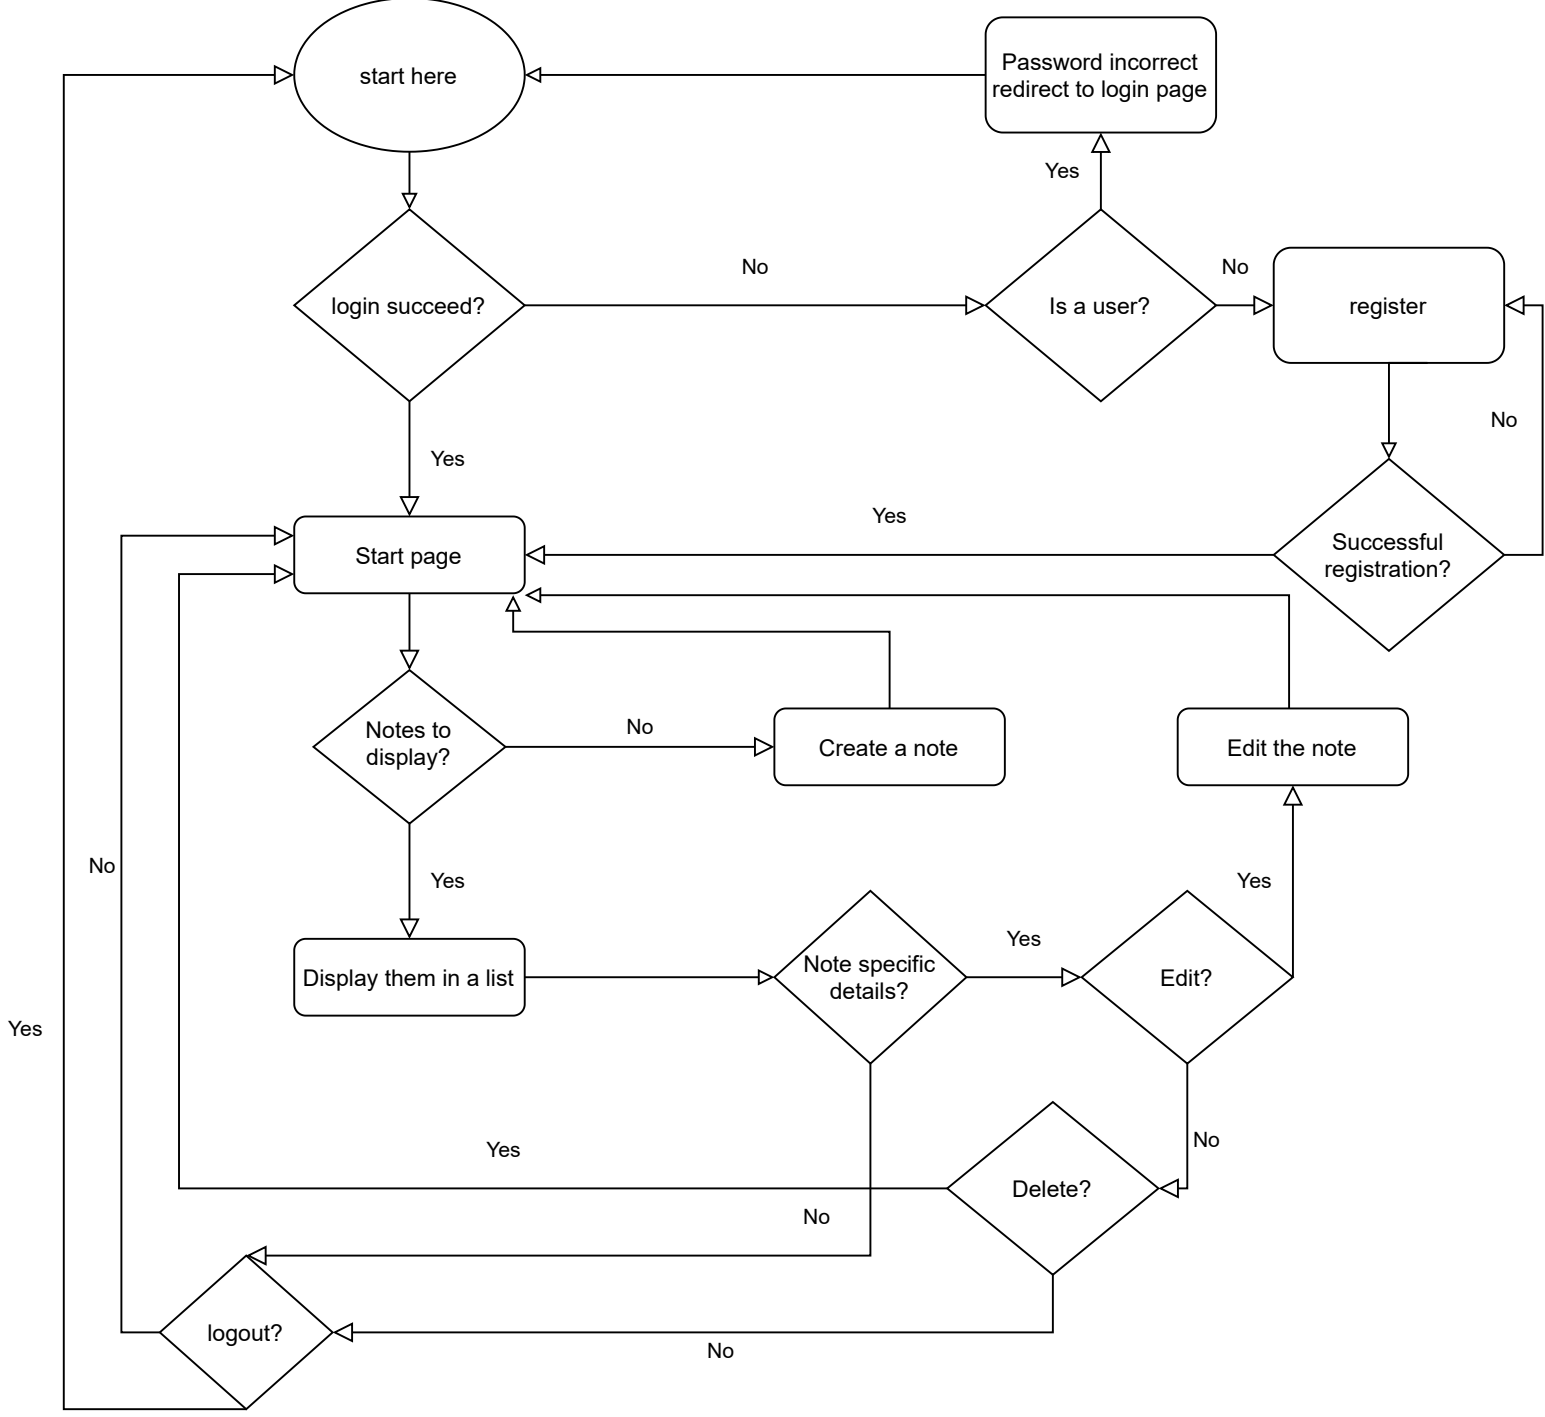 start here
Password incorrect
redirect to login page
Yes
login succeed?
No
Is a user?
No
register
No
Yes
Start page
Yes
Successful
registration?
Notes to
display?
No
Create a note
Edit the note
No
Yes
Yes
Display them in a list
Note specific
details?
Yes
Edit?
Yes
Yes
No
Delete?
No
logout?
No